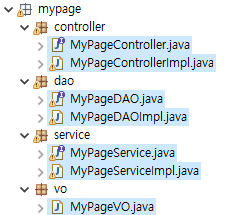 mypage
controller
MyPageController.java
MyPageControllerImpl.java
dao
MyPageDAO.java
MyPageDAOImpl.java
service
MyPageService.java
MyPageServiceImpl.java
vo
MyPageVO.java